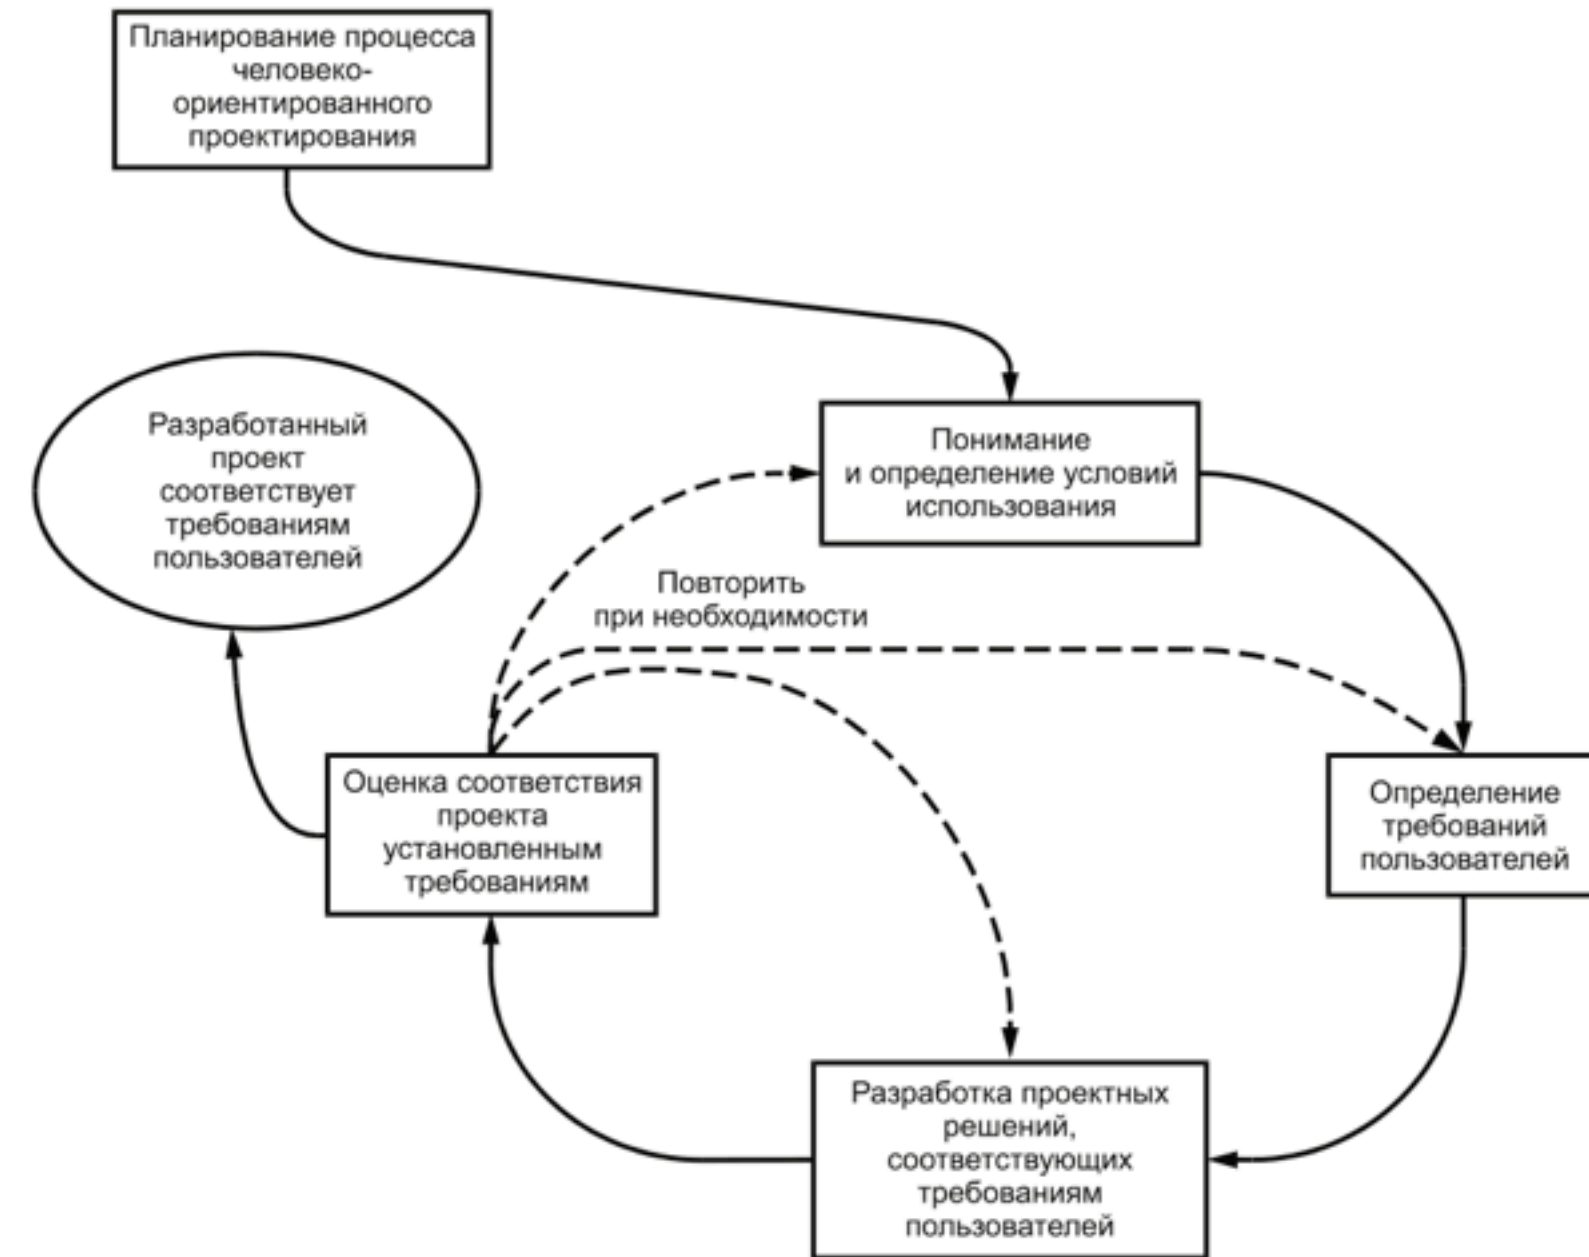 Планирование процесса
человеко-
ориентированного
проектирования
Разработанный
проект
соответствует
требованиям
пользователей
Понимание
и определение условий
использования
Повторить
при необходимости
Оценка соответствия
проекта
установленным
требованиям
Определение
требований
пользователей
Разработка проектных
решений,
соответствующих
требованиям
пользователей